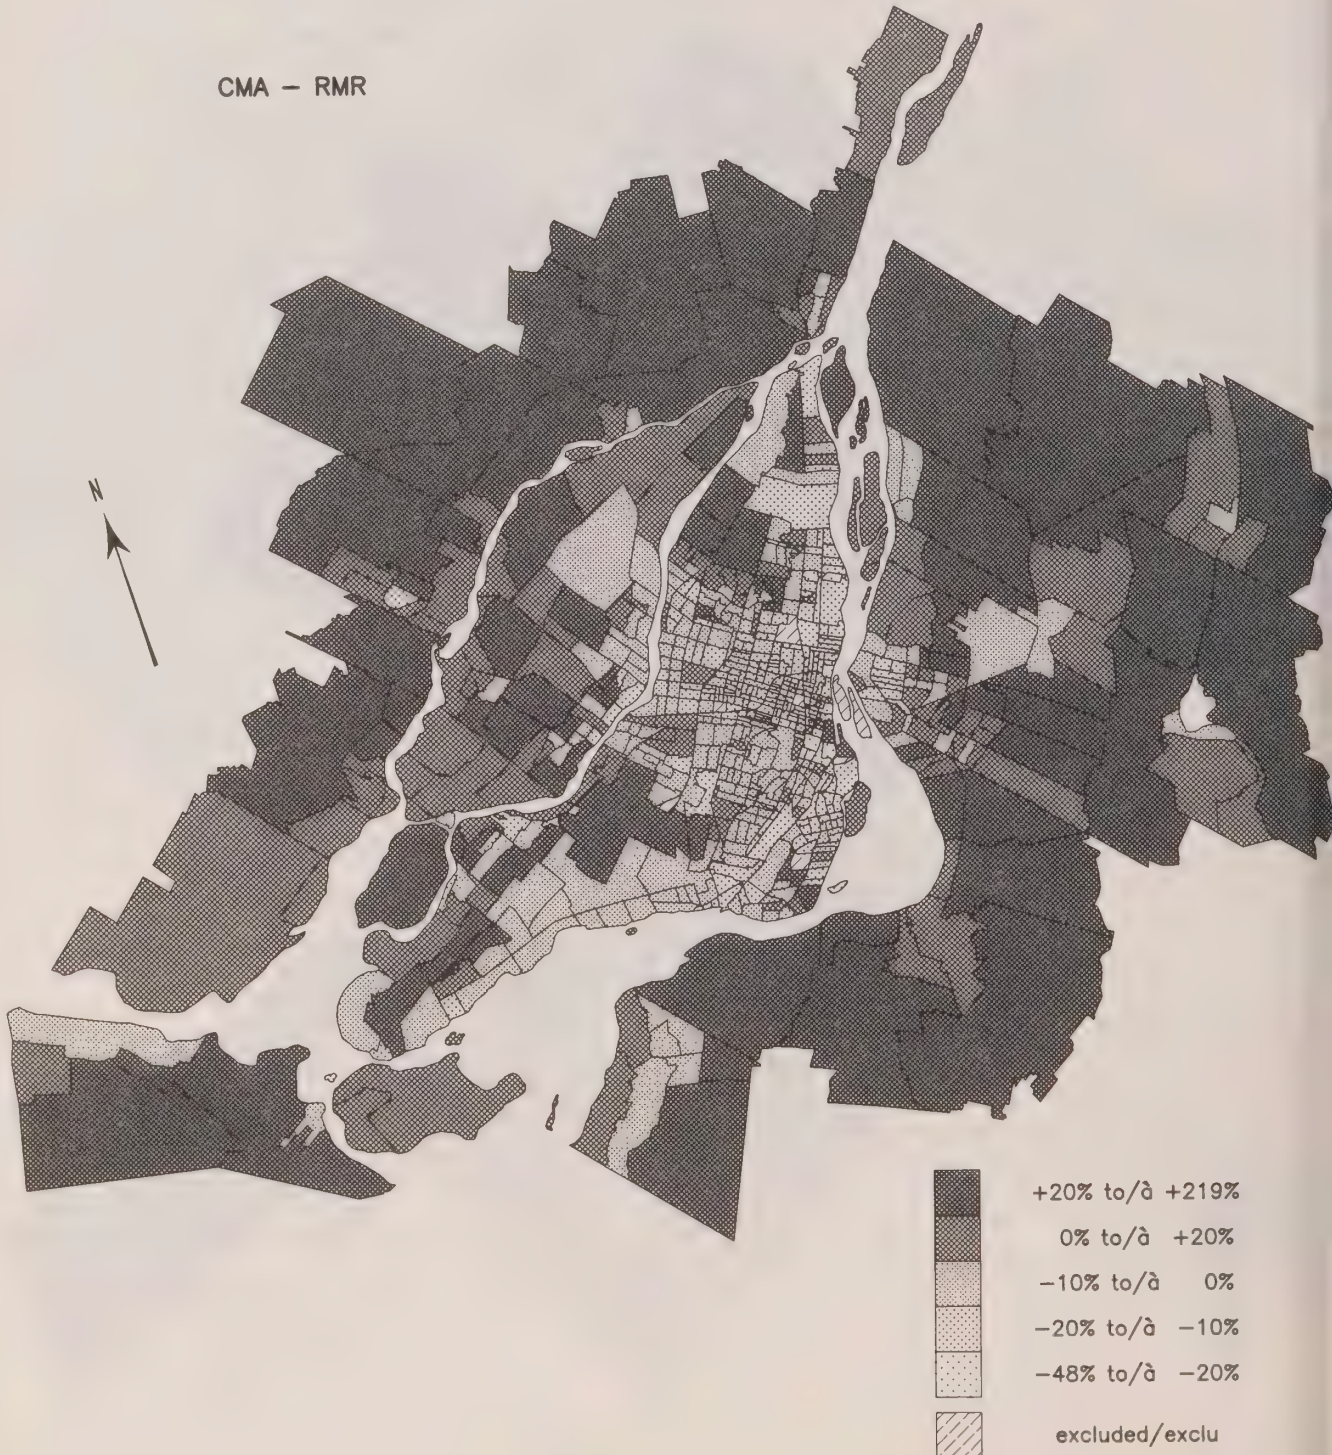 CMA – RMR
N
+20% to/à +219%
0% to/à +20%
−10% to/à 0%
−20% to/à −10%
−48% to/à −20%
excluded/exclu